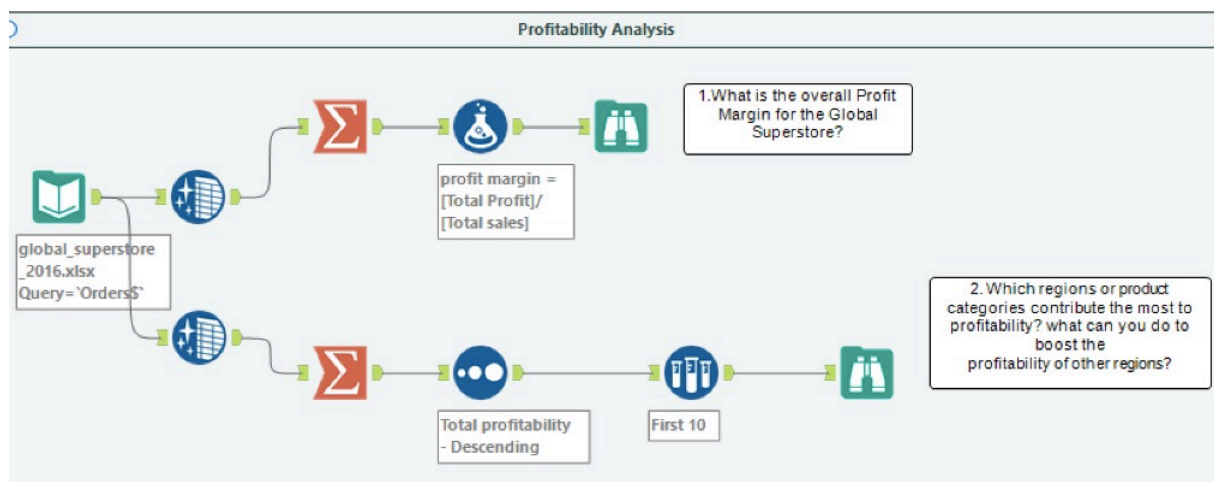 Profitability Analysis
1.What is the overall Profit
Margin for the Global
Superstore?
profit margin =
[Total Profit]/
[Total sales]
global_superstore
_2016.xlsx
Query=`Orders$`
2. Which regions or product
categories contribute the most to
profitability? what can you do to
boost the
profitability of other regions?
Total profitability
- Descending
First 10